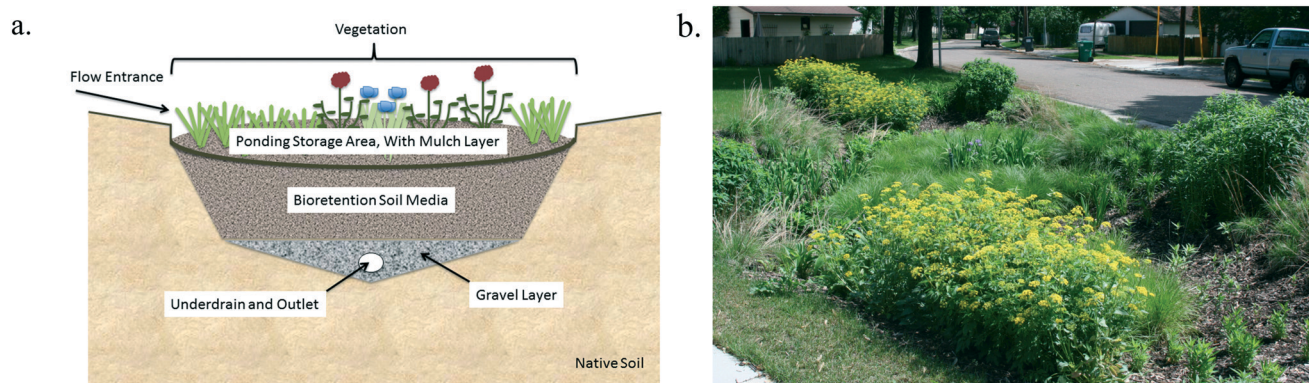 a.
Vegetation
Flow Entrance
Ponding Storage Area, With Mulch Layer
Bioretention Soil Media
Underdrain and Outlet
Gravel Layer
Native Soil
b.